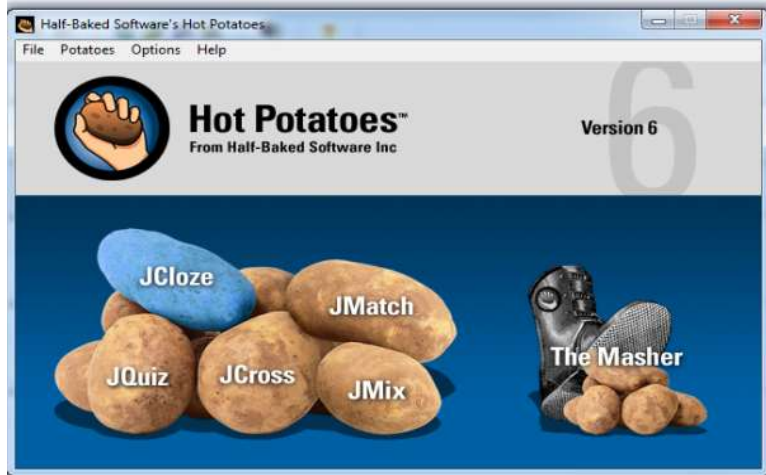 Half-Baked Software's Hot Potatoes
File Potatoes Options Help
6
Hot Potatoes™
From Half-Baked Software Inc
Version 6
JCloze
JMatch
JQuiz
JCross
JMix
The Masher